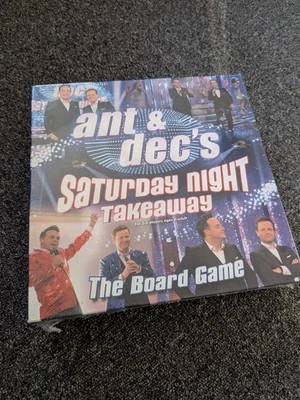 ant &
dec's
Saturday Night
Takeaway
The Board Game